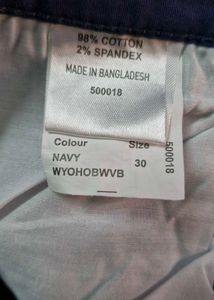 98% COTTON
2% SPANDEX
MADE IN BANGLADESH
500018
Colour Size
NAVY 30
WYOHOBWVB
500018